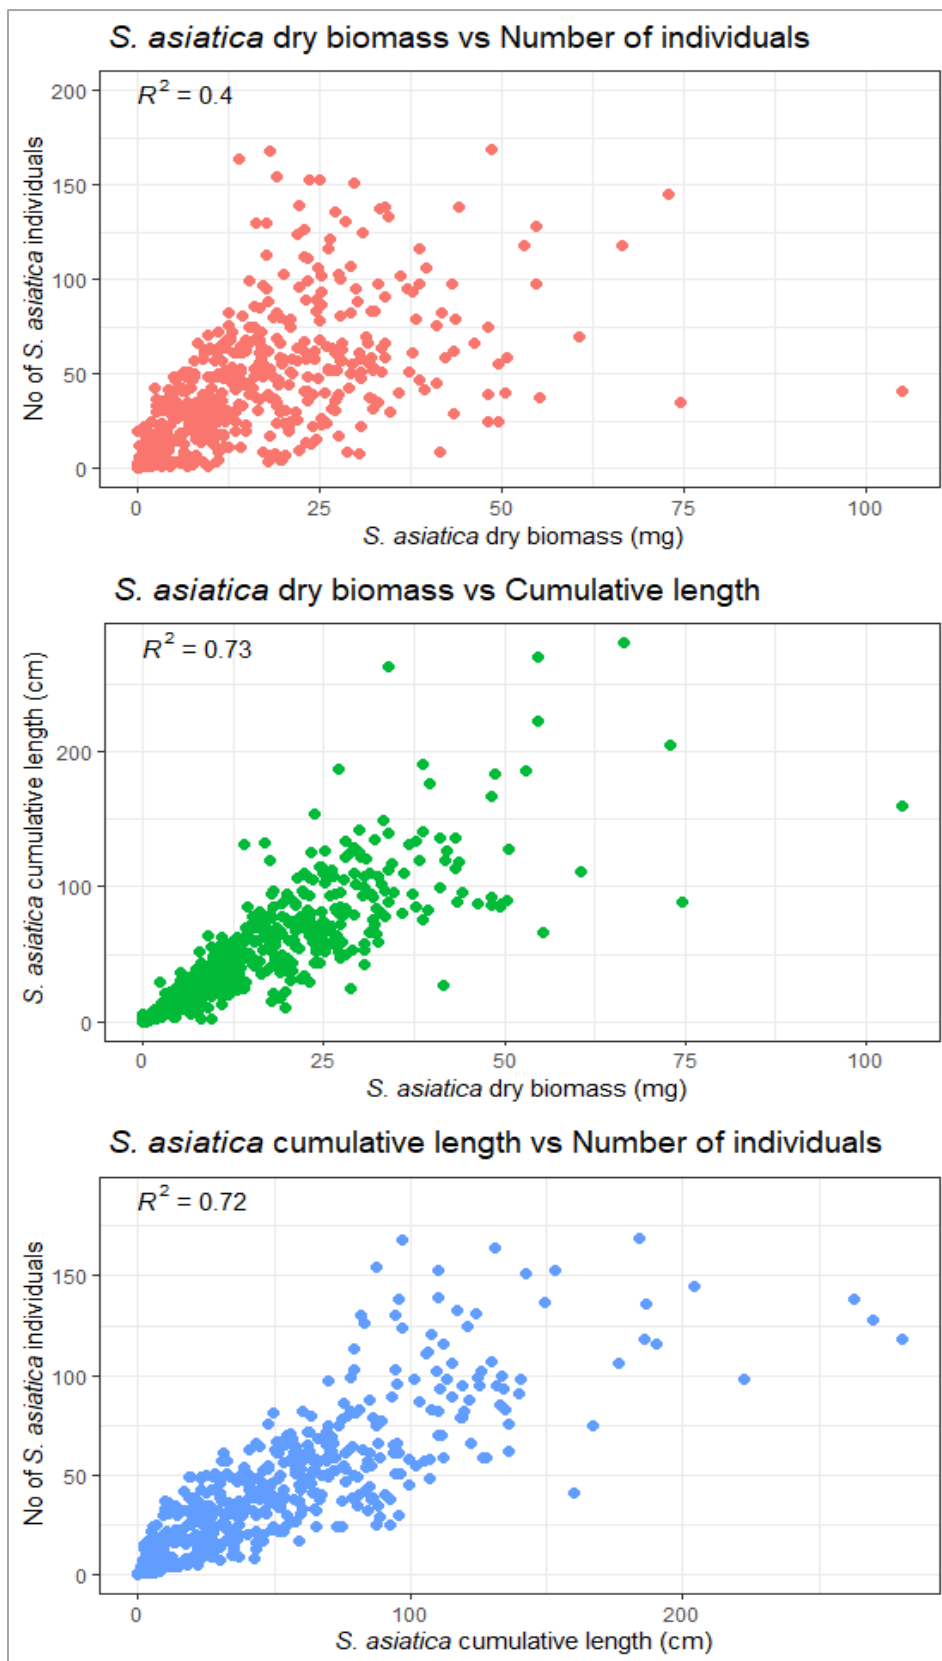 S. asiatica dry biomass vs Number of individuals
R² = 0.4
200
150
100
50
0
No of S. asiatica individuals
0 25 50 75 100
S. asiatica dry biomass (mg)
S. asiatica dry biomass vs Cumulative length
R² = 0.73
200
100
0
S. asiatica cumulative length (cm)
0 25 50 75 100
S. asiatica dry biomass (mg)
S. asiatica cumulative length vs Number of individuals
R² = 0.72
150
100
50
0
No of S. asiatica individuals
0 100 200
S. asiatica cumulative length (cm)